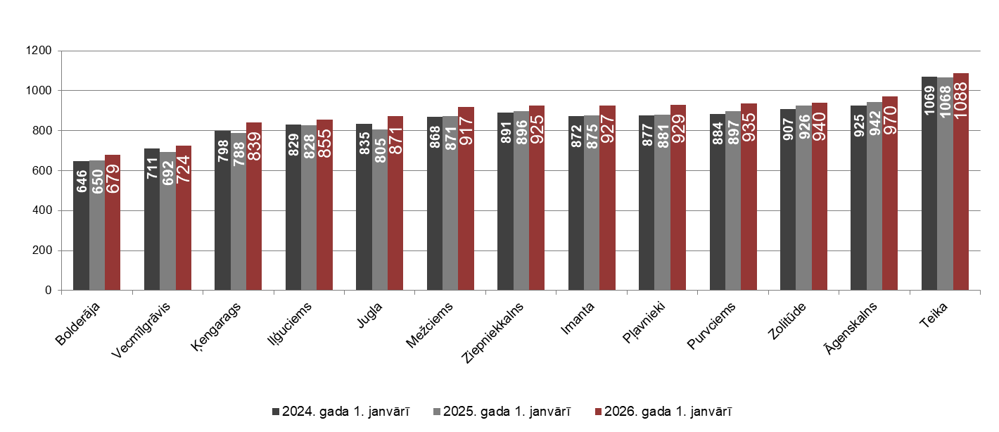 1200
1000
800
600
400
200
0
646 650 679
711 692 724
798 788 839
829 828 855
835 805 871
868 871 917
891 896 925
872 875 927
877 881 929
884 897 935
907 926 940
925 942 970
1069 1068 1088
Bolderāja
Vecmīlgrāvis
Ķengarags
Iļģuciems
Jugla
Mežciems
Ziepniekkalns
Imanta
Pļavnieki
Purvciems
Zolitūde
Āgenskalns
Teika
2024. gada 1. janvārī 2025. gada 1. janvārī 2026. gada 1. janvārī